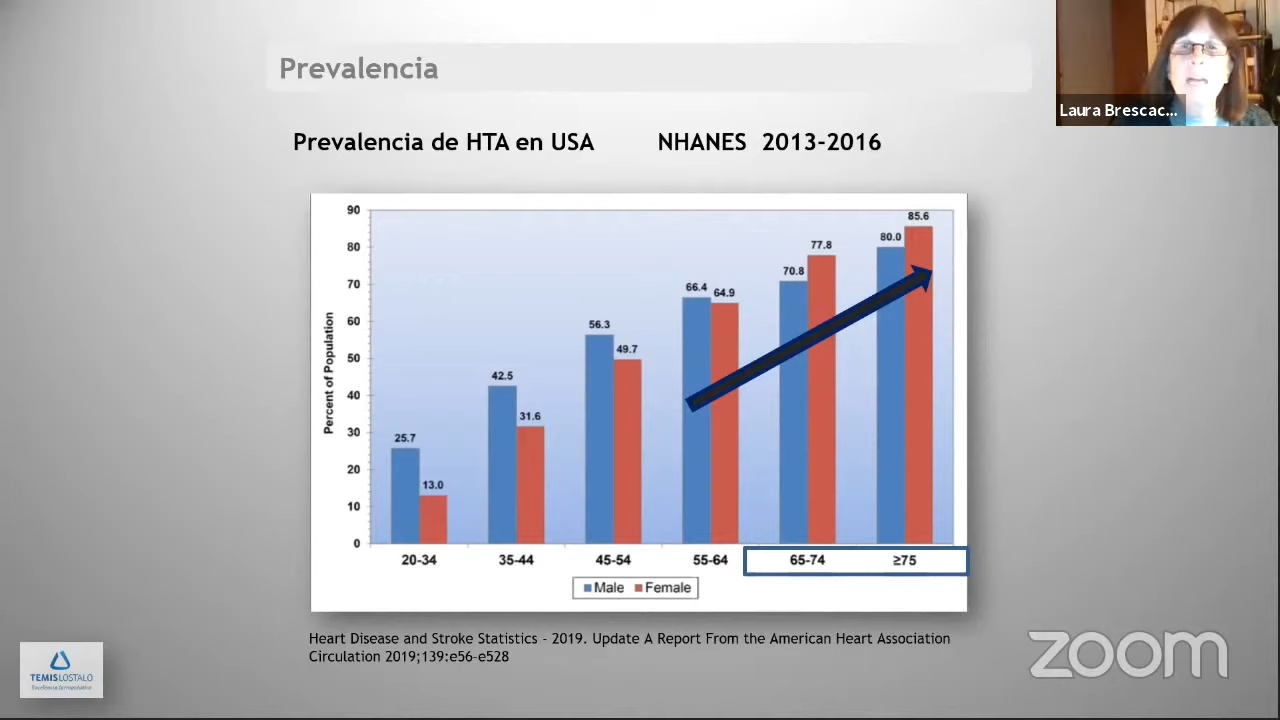 Prevalencia
Laura Brescac...
Prevalencia de HTA en USA NHANES 2013-2016
Percent of Population
90
80
70
60
50
40
30
20
10
0
25.7
13.0
42.5
31.6
56.3
49.7
66.4
64.9
70.8
77.8
80.0
85.6
20-34 35-44 45-54 55-64 65-74 ≥75
Male Female
Heart Disease and Stroke Statistics - 2019. Update A Report From the American Heart Association
Circulation 2019;139:e56-e528
TEMISLOSTALO
Excelencia terapéutica
zoom